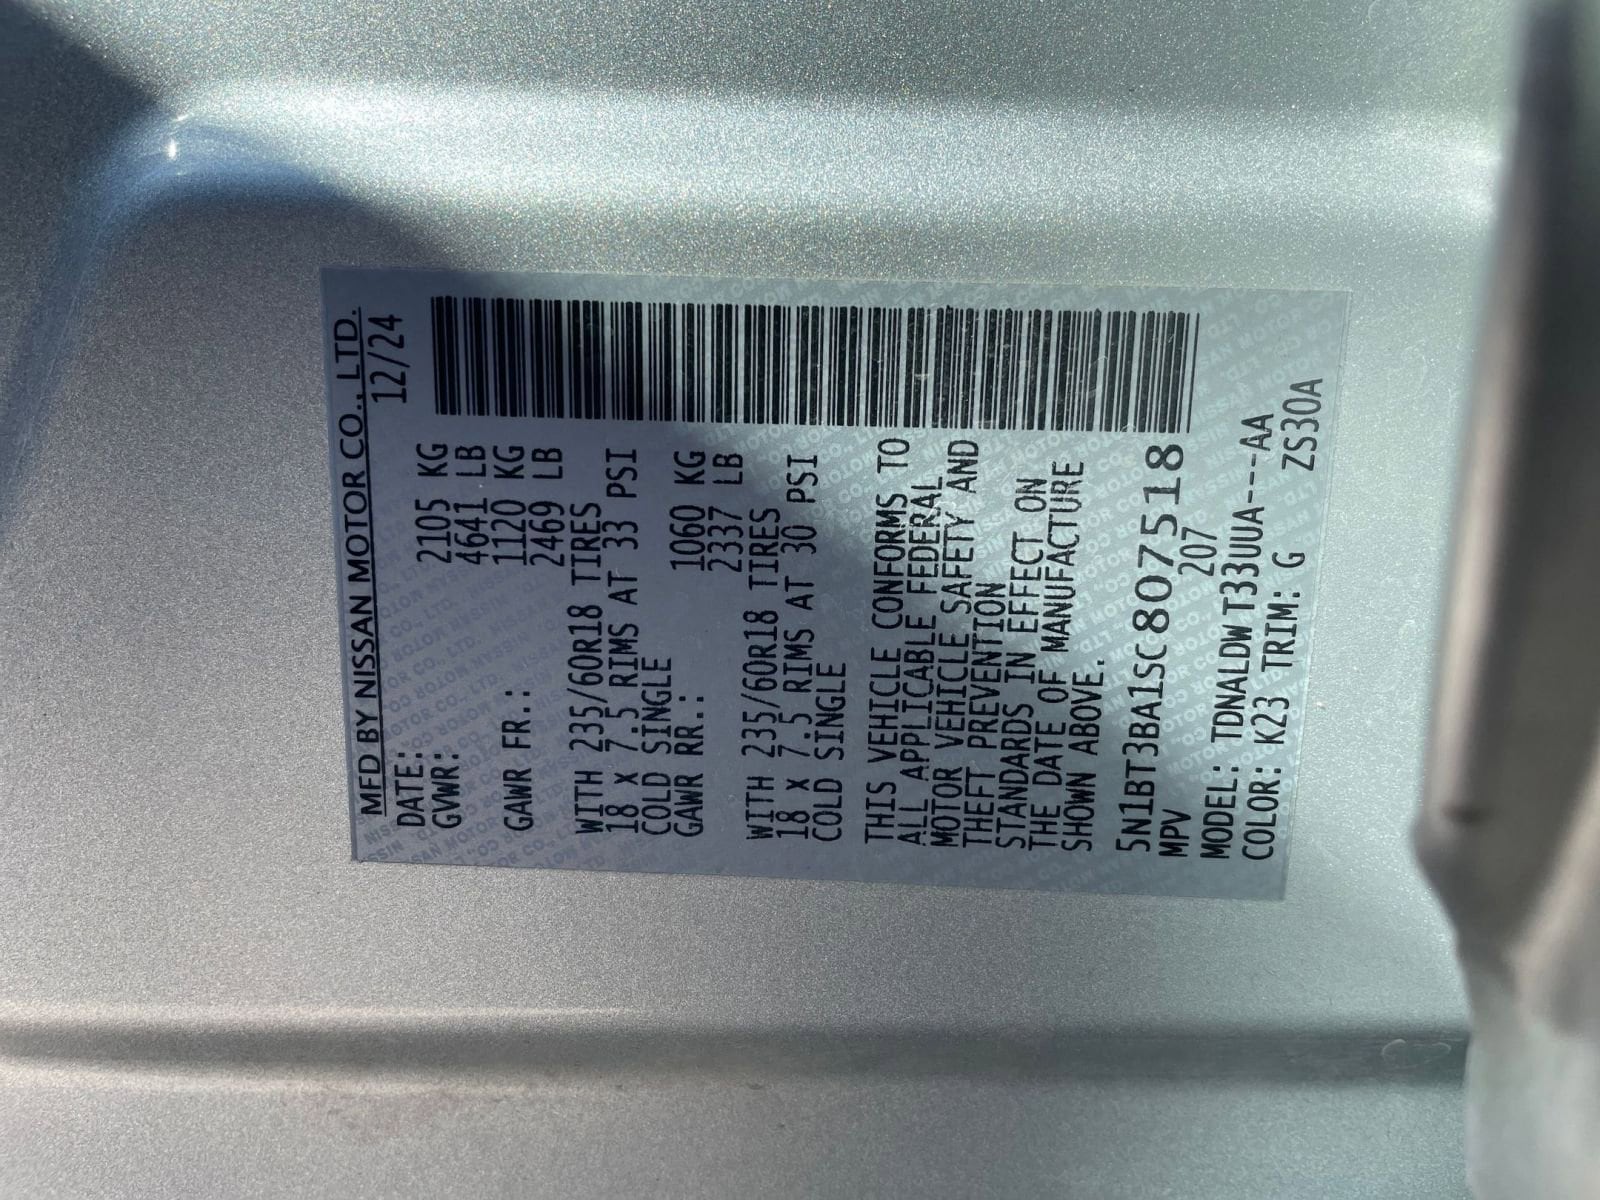 MFD BY NISSAN MOTOR CO., LTD.
DATE: 12/24
GVWR: 2105 KG
4641 LB
GAWR FR.: 1120 KG
2469 LB
WITH 235/60R18 TIRES
18 X 7.5 RIMS AT 33 PSI
COLD SINGLE
GAWR RR.: 1060 KG
2337 LB
WITH 235/60R18 TIRES
18 X 7.5 RIMS AT 30 PSI
COLD SINGLE
THIS VEHICLE CONFORMS TO
ALL APPLICABLE FEDERAL
MOTOR VEHICLE SAFETY AND
THEFT PREVENTION
STANDARDS IN EFFECT ON
THE DATE OF MANUFACTURE
SHOWN ABOVE.
5N1BT3BA1SC807518
MPV 207
MODEL: TDNALDW T33UUA---AA
COLOR: K23 TRIM: G ZS30A